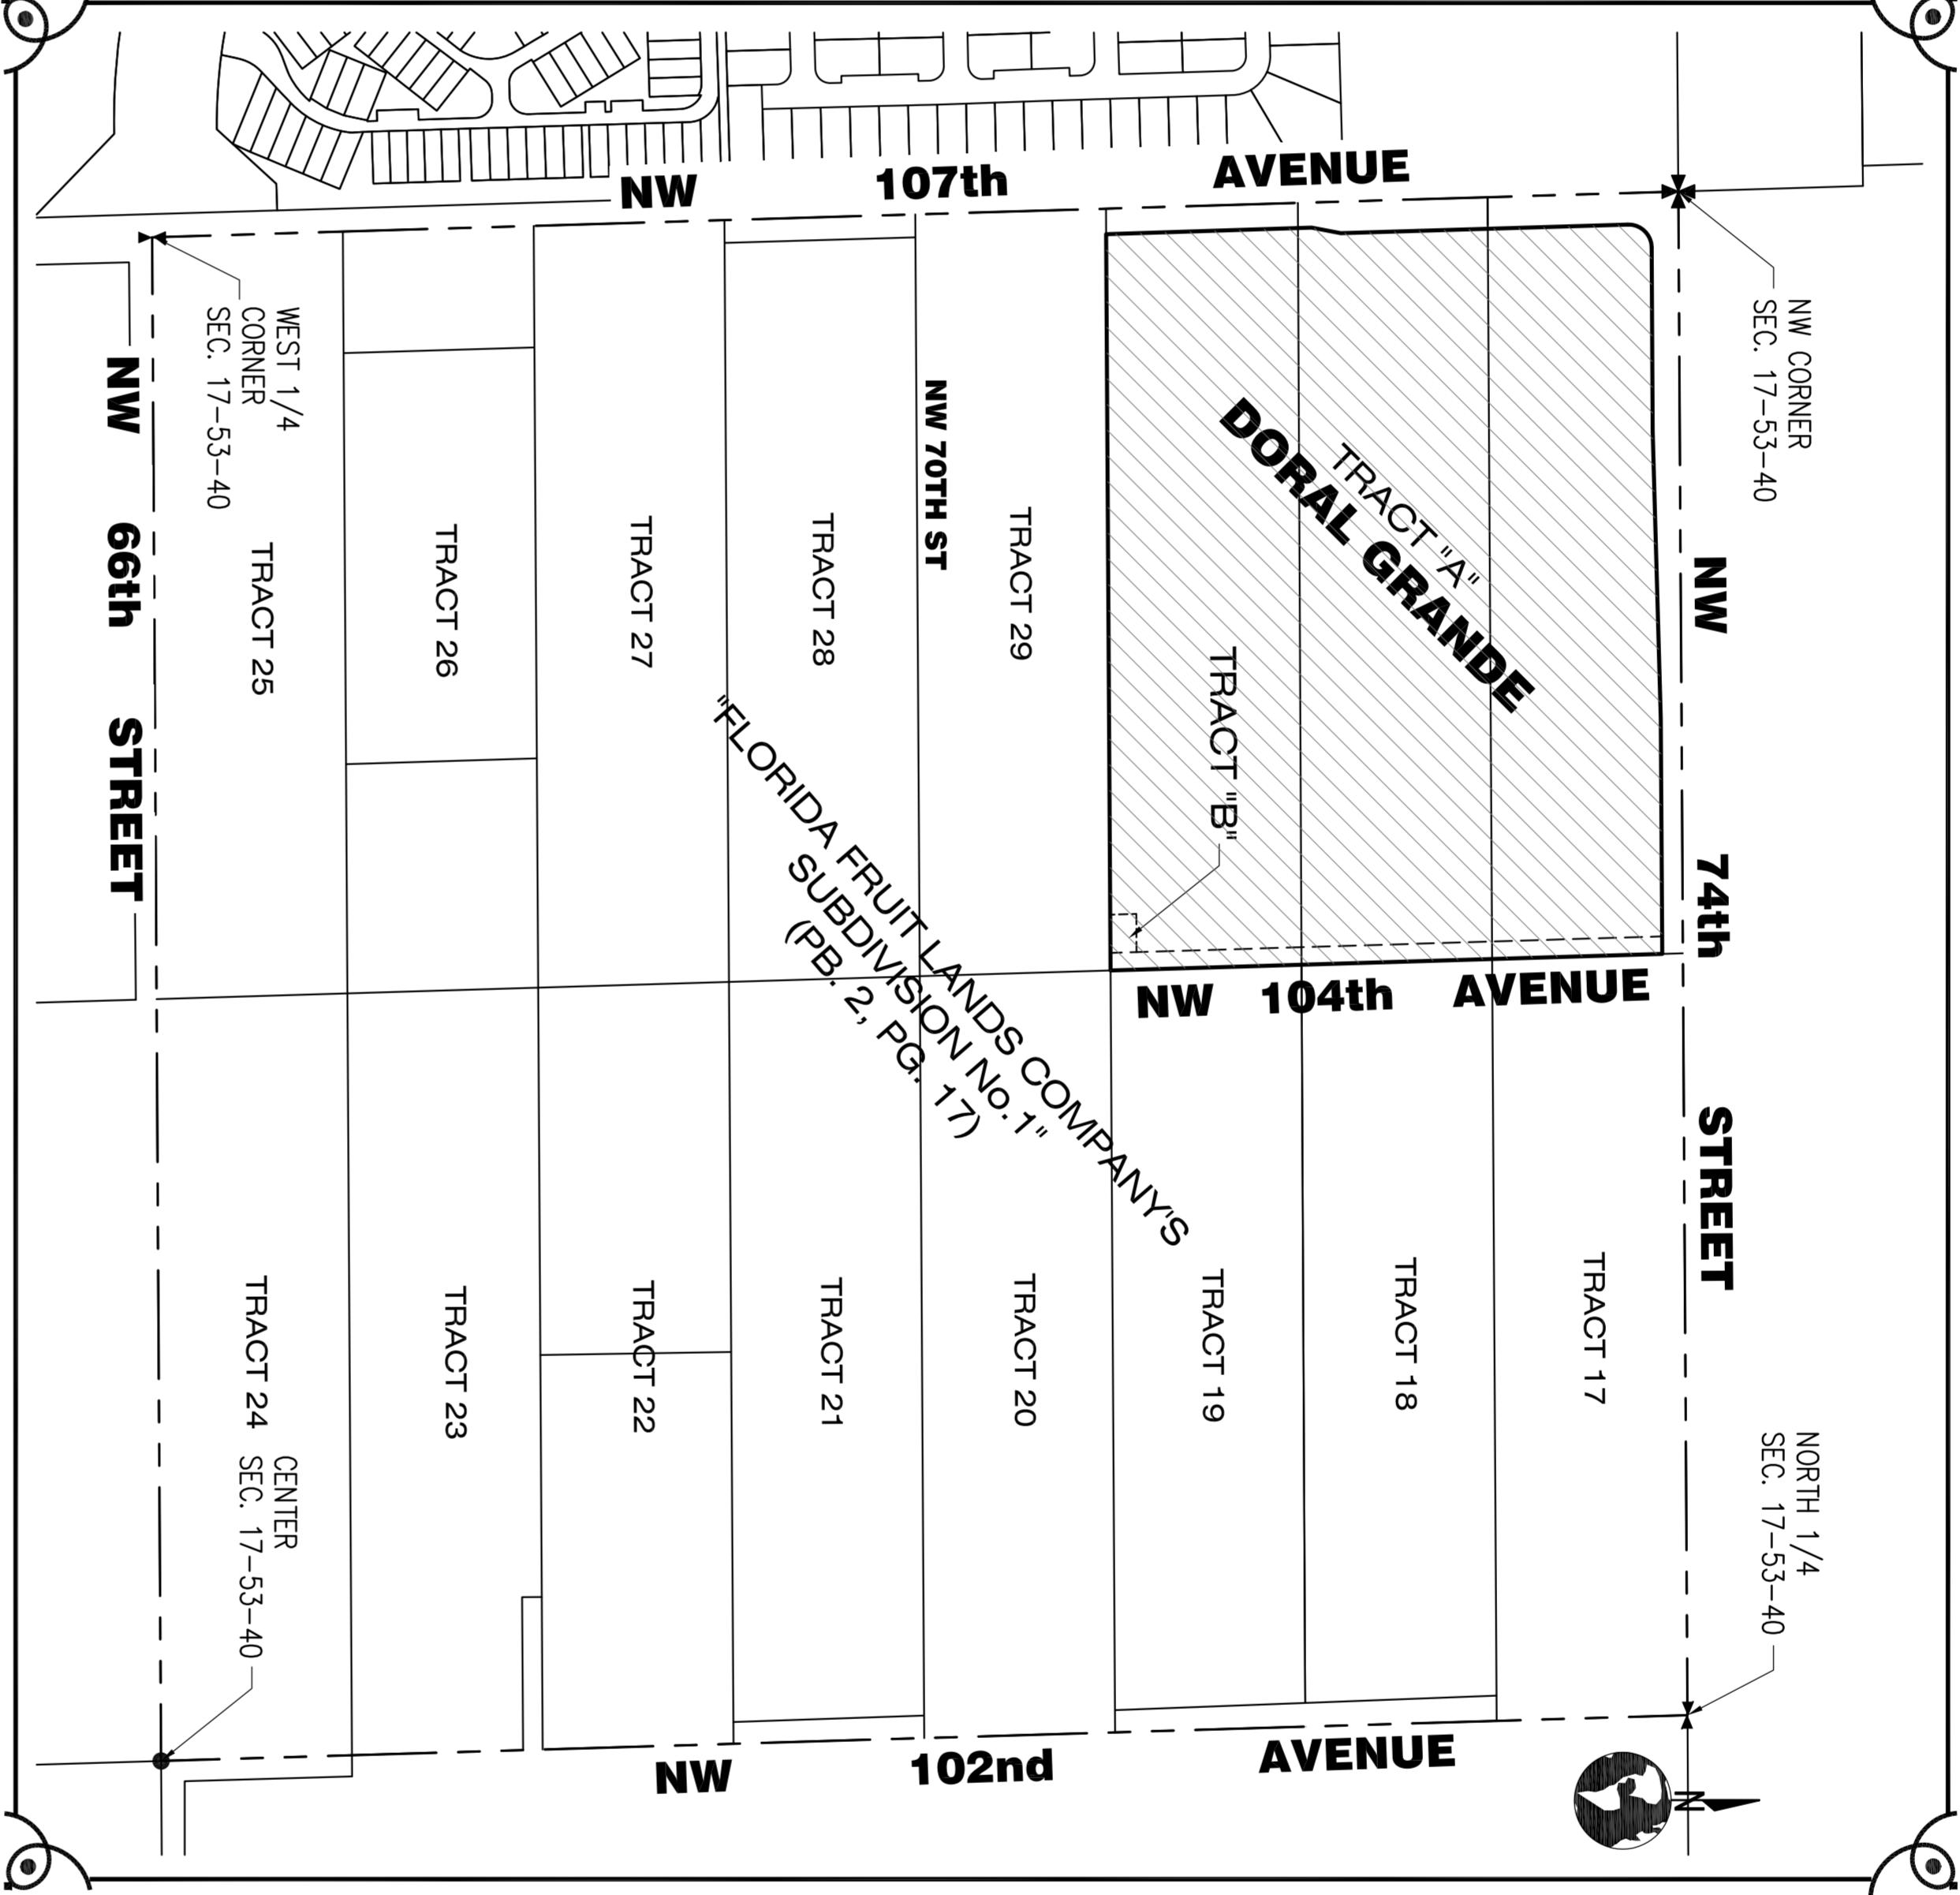 NW 107th AVENUE
NW CORNER
SEC. 17-53-40
WEST 1/4
CORNER
SEC. 17-53-40
NW 66th STREET
NW 74th STREET
NW 70TH ST
TRACT "A"
DORAL GRANDE
TRACT "B"
TRACT 25
TRACT 26
TRACT 27
TRACT 28
TRACT 29
"FLORIDA FRUIT LANDS COMPANY'S
SUBDIVISION No. 1"
(PB. 2, PG. 17)
NW 104th AVENUE
TRACT 24
TRACT 23
TRACT 22
TRACT 21
TRACT 20
TRACT 19
TRACT 18
TRACT 17
CENTER
SEC. 17-53-40
NORTH 1/4
SEC. 17-53-40
NW 102nd AVENUE
N